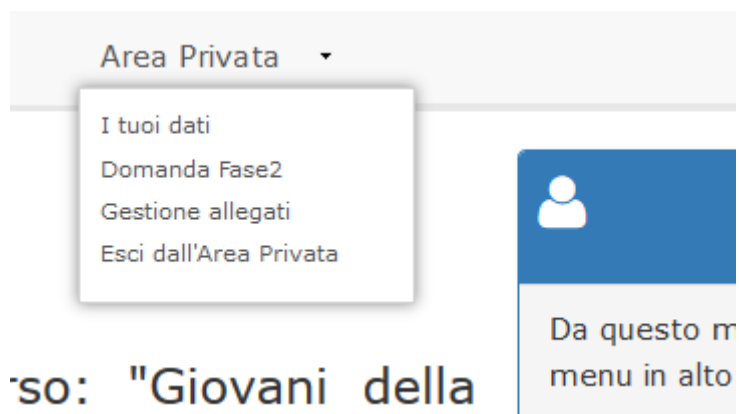 Area Privata
I tuoi dati
Domanda Fase2
Gestione allegati
Esci dall'Area Privata
Da questo
menu in alto
"Giovani della